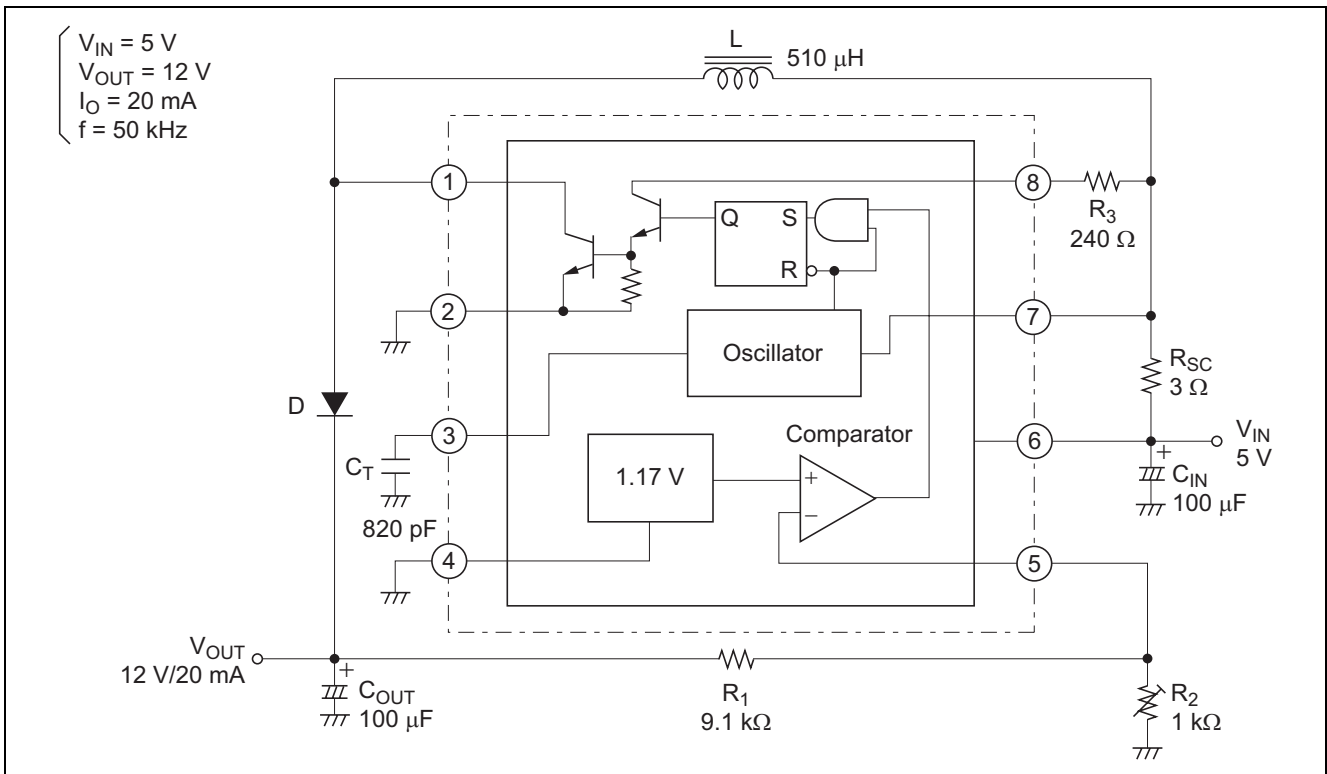 V_IN = 5 V
V_OUT = 12 V
I_O = 20 mA
f = 50 kHz
L
510 μH
1
8
R_3
240 Ω
Q
S
R
2
7
Oscillator
R_SC
3 Ω
D
3
C_T
820 pF
Comparator
6
V_IN
5 V
+
C_IN
100 μF
1.17 V
+
−
4
5
V_OUT
12 V/20 mA
+
C_OUT
100 μF
R_1
9.1 kΩ
R_2
1 kΩ